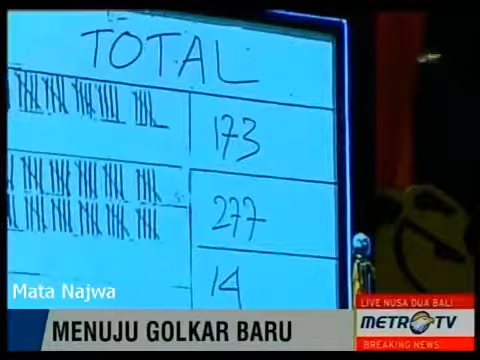 TOTAL
173
277
14
Mata Najwa
LIVE NUSA DUA BALI
MENUJU GOLKAR BARU
METRO TV
BREAKING NEWS